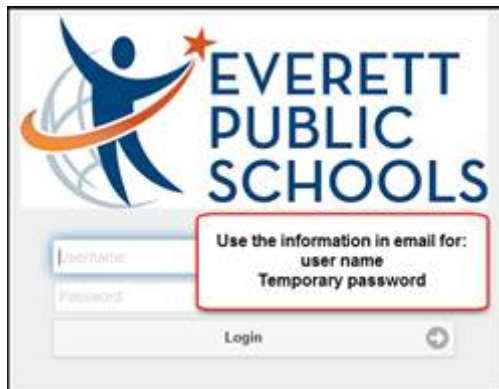 EVERETT
PUBLIC
SCHOOLS
Use the information in email for:
user name
Temporary password
Username
Password
Login